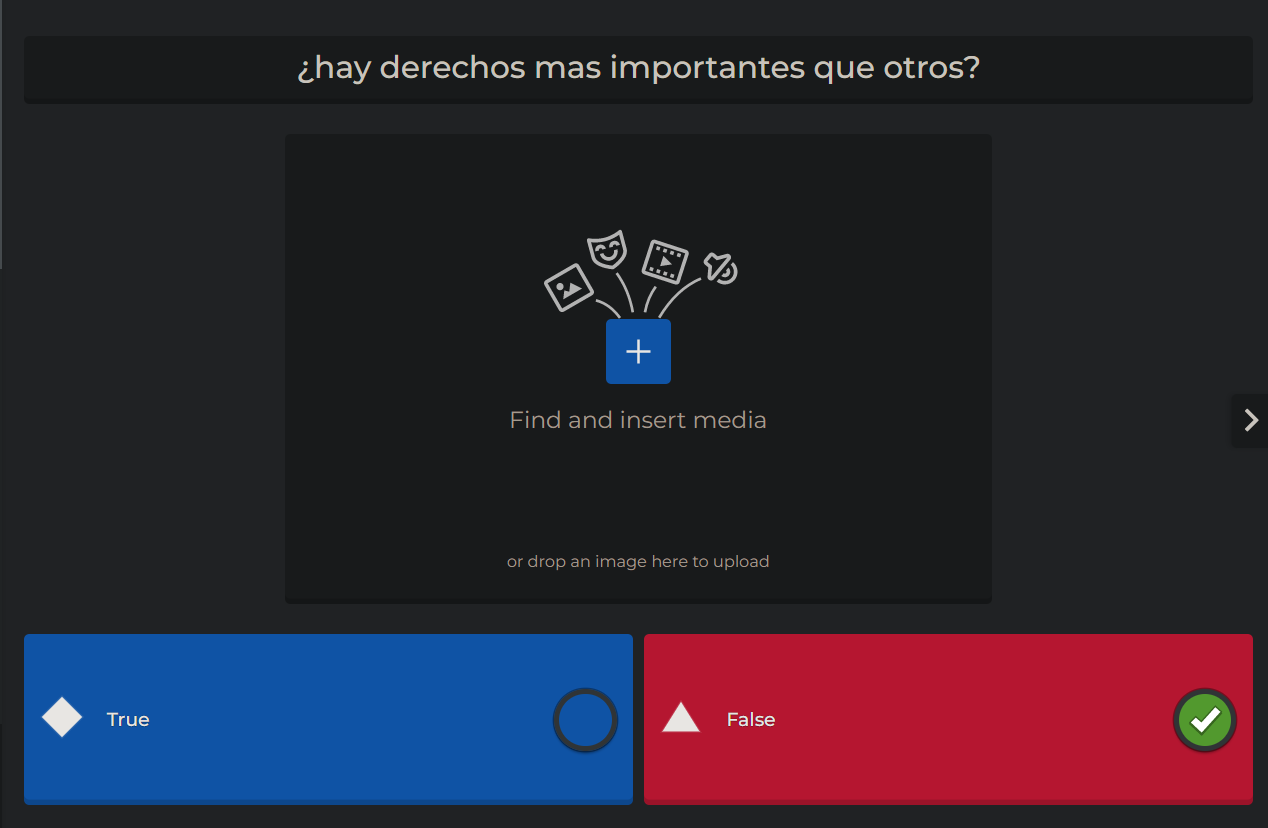 ¿hay derechos mas importantes que otros?
Find and insert media
or drop an image here to upload
True
False